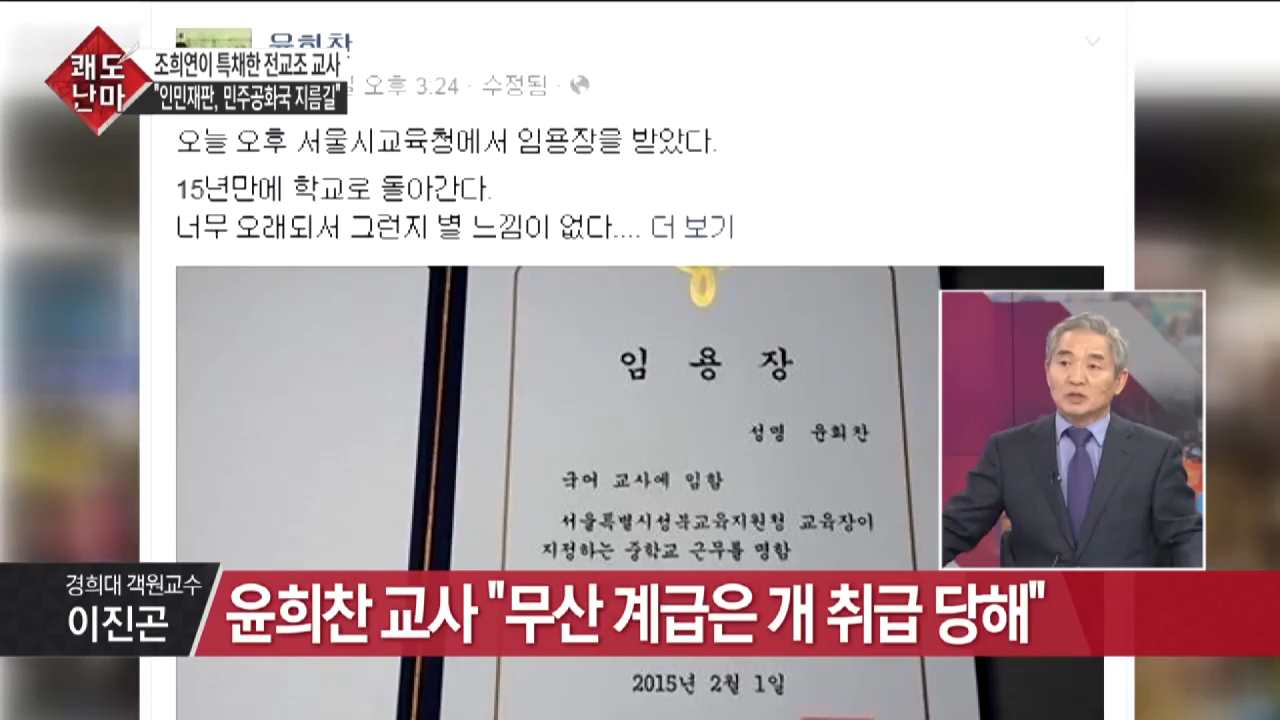 쾌도
난마
조희연이 특채한 전교조 교사
"인민재판, 민주공화국 지름길"
윤희찬
오후 3:24 · 수정됨 ·
오늘 오후 서울시교육청에서 임용장을 받았다.
15년만에 학교로 돌아간다.
너무 오래되서 그런지 별 느낌이 없다.... 더 보기
임 용 장
성명 윤희찬
국어 교사에 임함
서울특별시성북교육지원청 교육장이
지정하는 중학교 근무를 명함
경희대 객원교수
이진곤
윤희찬 교사 "무산 계급은 개 취급 당해"
2015년 2월 1일